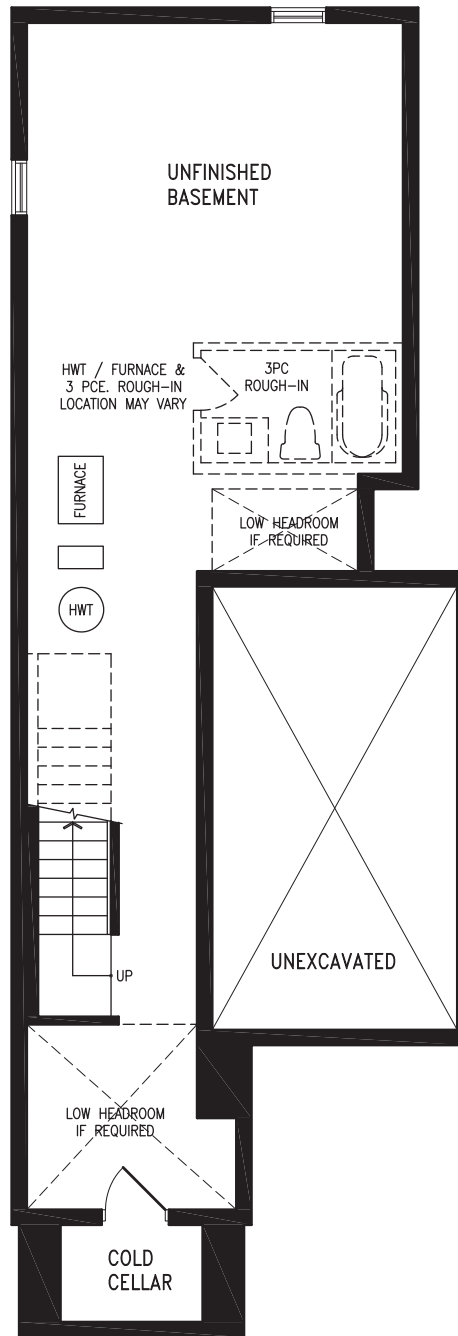 UNFINISHED
BASEMENT
HWT / FURNACE &
3 PCE. ROUGH-IN
LOCATION MAY VARY
3PC
ROUGH-IN
FURNACE
LOW HEADROOM
IF REQUIRED
HWT
UP
UNEXCAVATED
LOW HEADROOM
IF REQUIRED
COLD
CELLAR